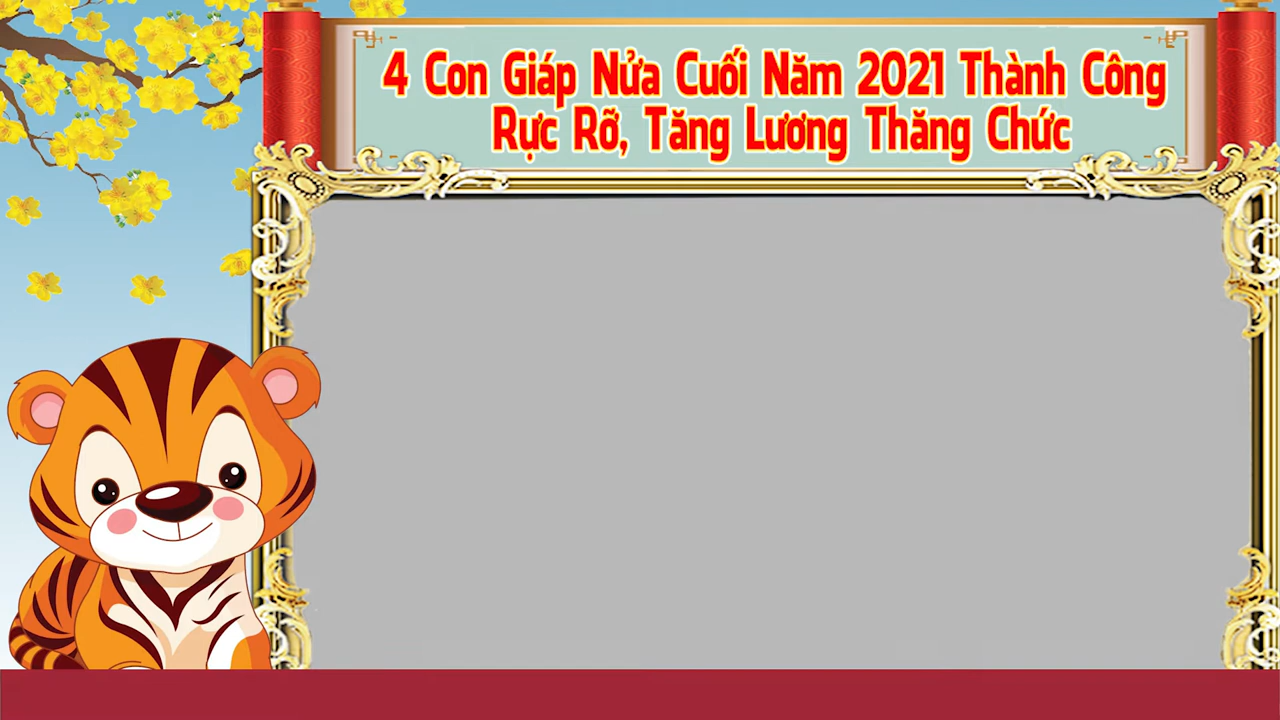 4 Con Giáp Nửa Cuối Năm 2021 Thành Công
Rực Rỡ, Tăng Lương Thăng Chức